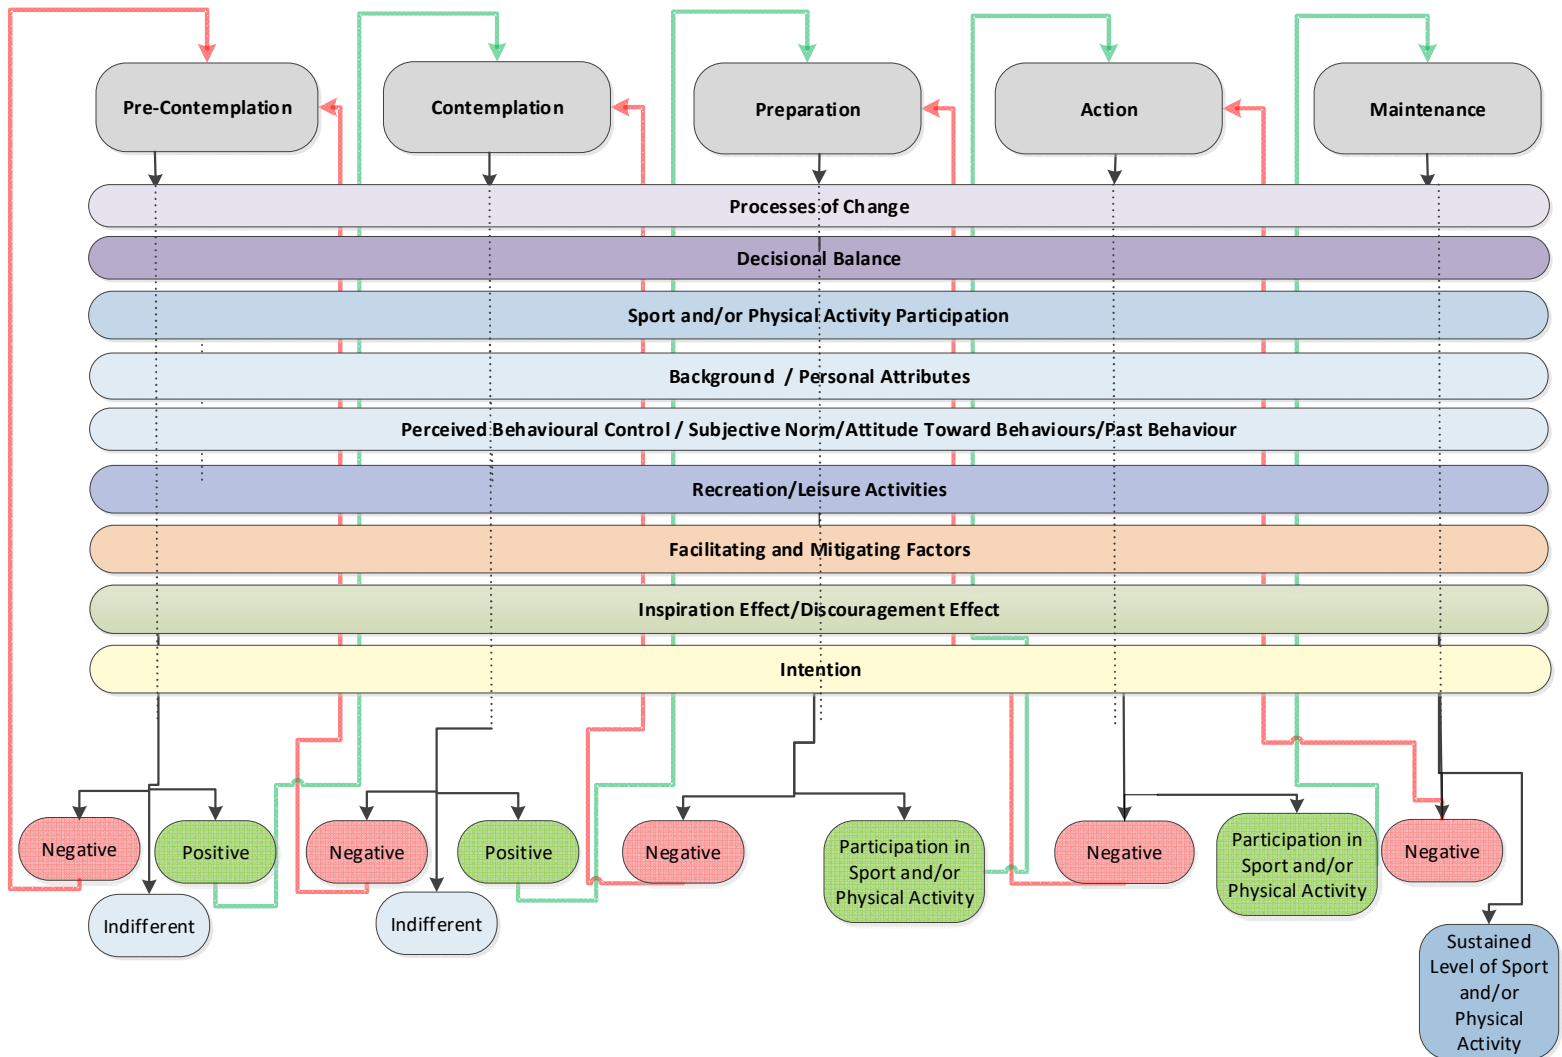 Pre-Contemplation
Contemplation
Preparation
Action
Maintenance
Processes of Change
Decisional Balance
Sport and/or Physical Activity Participation
Background / Personal Attributes
Perceived Behavioural Control / Subjective Norm/Attitude Toward Behaviours/Past Behaviour
Recreation/Leisure Activities
Facilitating and Mitigating Factors
Inspiration Effect/Discouragement Effect
Intention
Negative
Positive
Indifferent
Negative
Positive
Indifferent
Negative
Participation in
Sport and/or
Physical Activity
Negative
Participation in
Sport and/or
Physical Activity
Negative
Sustained
Level of Sport
and/or
Physical
Activity